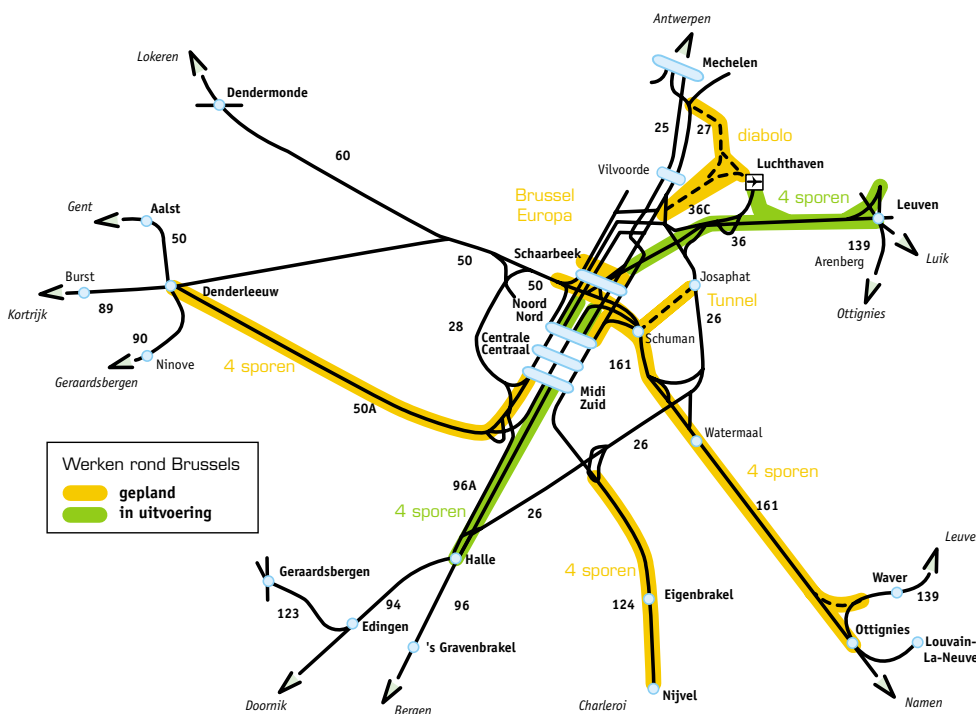 Antwerpen
Lokeren
Mechelen
Dendermonde
25
27
diabolo
60
Vilvoorde
Luchthaven
Brussel
Europa
4 sporen
36C
Leuven
Gent
Aalst
50
36
139
Arenberg
Luik
Schaarbeek
50
50
Josaphat
Burst
Denderleeuw
Noord
Nord
Tunnel
Kortrijk
89
28
26
Ottignies
90
Centrale
Centraal
Schuman
Ninove
4 sporen
161
Geraardsbergen
Midi
Zuid
50A
Watermaal
26
Werken rond Brussels
gepland
in uitvoering
96A
4 sporen
161
4 sporen
26
Leuve
Halle
Geraardsbergen
4 sporen
Waver
139
123
94
96
124
Eigenbrakel
Edingen
Ottignies
's Gravenbrakel
Louvain-
La-Neuve
Nijvel
Doornik
Bergen
Charleroi
Namen